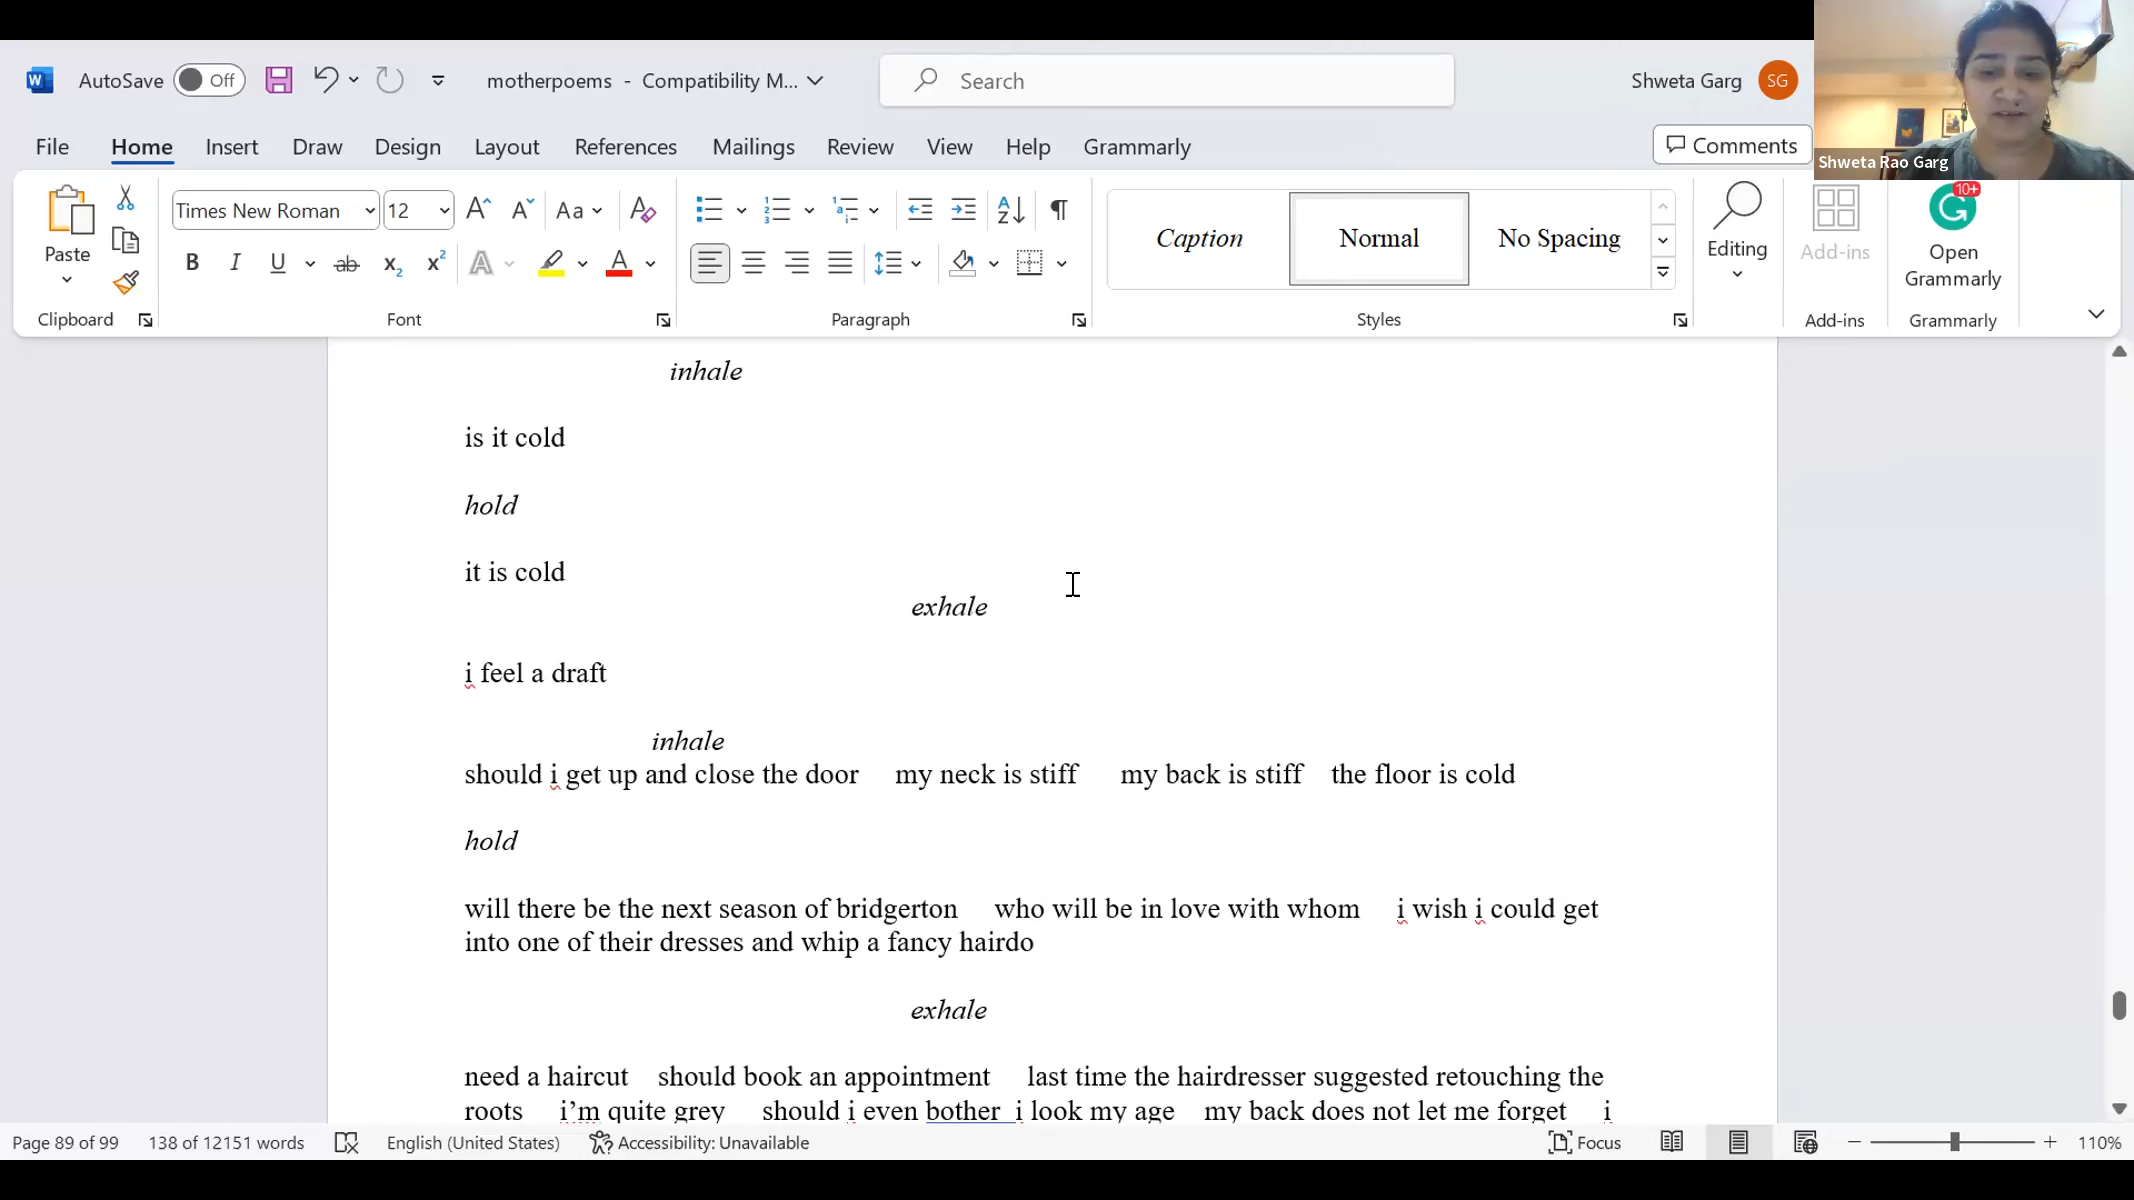 AutoSave Off motherpoems - Compatibility M... Search Shweta Garg SG
File Home Insert Draw Design Layout References Mailings Review View Help Grammarly Comments
Shweta Rao Garg
Paste Times New Roman 12 Aa Caption Normal No Spacing Editing Add-ins 10+ Open Grammarly
Clipboard Font Paragraph Styles Add-ins Grammarly
inhale
is it cold
hold
it is cold
exhale
i feel a draft
inhale
should i get up and close the door my neck is stiff my back is stiff the floor is cold
hold
will there be the next season of bridgerton who will be in love with whom i wish i could get
into one of their dresses and whip a fancy hairdo
exhale
need a haircut should book an appointment last time the hairdresser suggested retouching the
roots i’m quite grey should i even bother i look my age my back does not let me forget i
Page 89 of 99 138 of 12151 words English (United States) Accessibility: Unavailable Focus 110%